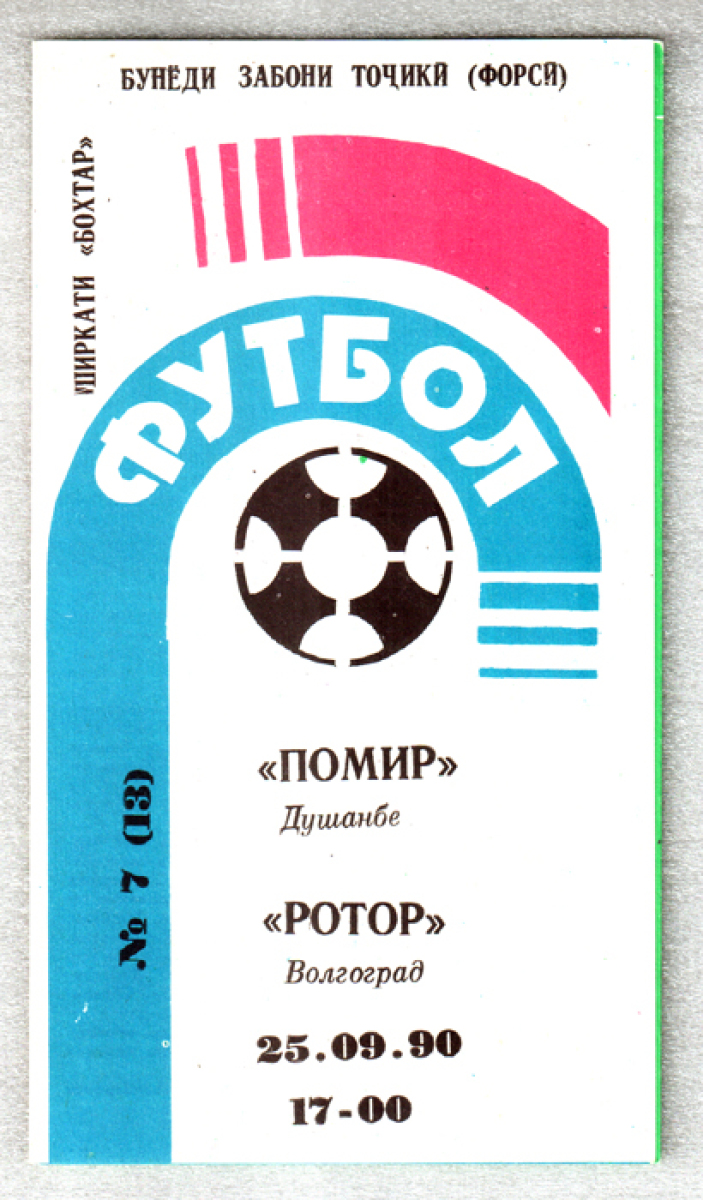 БУНЁДИ ЗАБОНИ ТОҶИКӢ (ФОРСӢ)
ШИРКАТИ «БОХТАР»
ФУТБОЛ
«ПОМИР»
Душанбе
№ 7 (13)
«РОТОР»
Волгоград
25.09.90
17-00